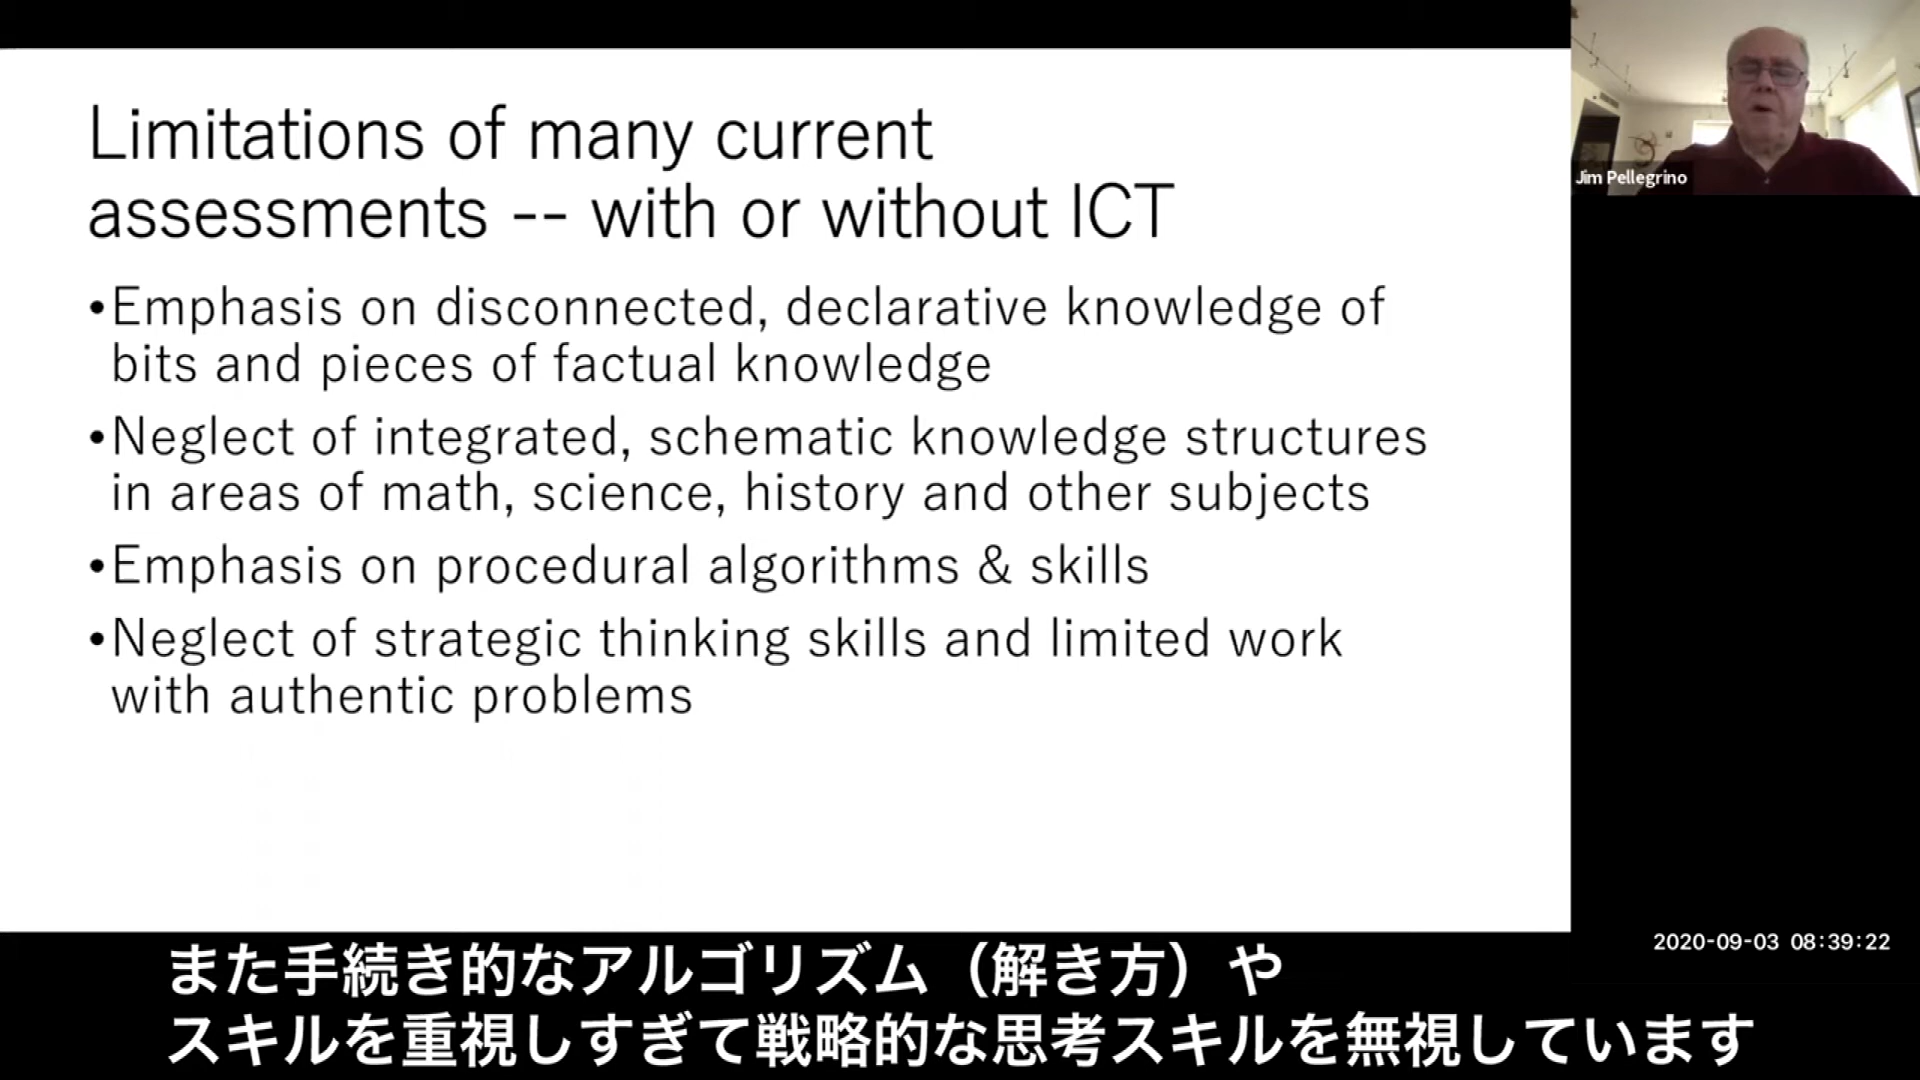 Limitations of many current
assessments -- with or without ICT
•Emphasis on disconnected, declarative knowledge of
bits and pieces of factual knowledge
•Neglect of integrated, schematic knowledge structures
in areas of math, science, history and other subjects
•Emphasis on procedural algorithms & skills
•Neglect of strategic thinking skills and limited work
with authentic problems
Jim Pellegrino
2020-09-03 08:39:22
また手続き的なアルゴリズム（解き方）や
スキルを重視しすぎて戦略的な思考スキルを無視しています